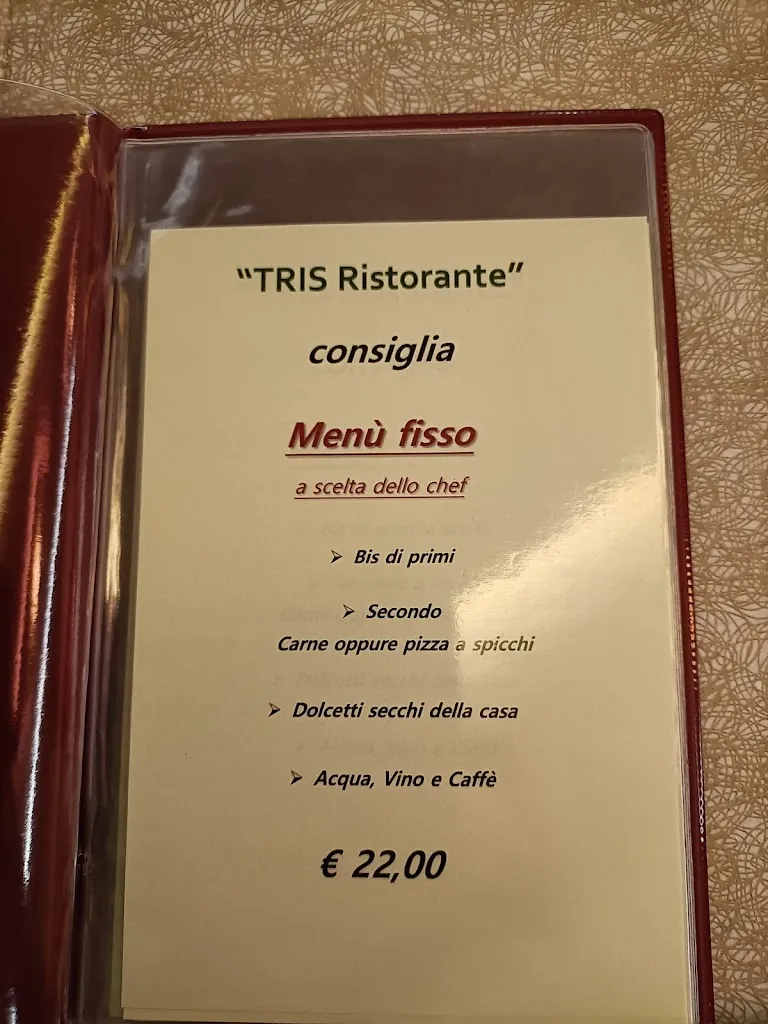 “TRIS Ristorante”
consiglia
Menù fisso
a scelta dello chef
➢ Bis di primi
➢ Secondo
Carne oppure pizza a spicchi
➢ Dolcetti secchi della casa
➢ Acqua, Vino e Caffè
€ 22,00